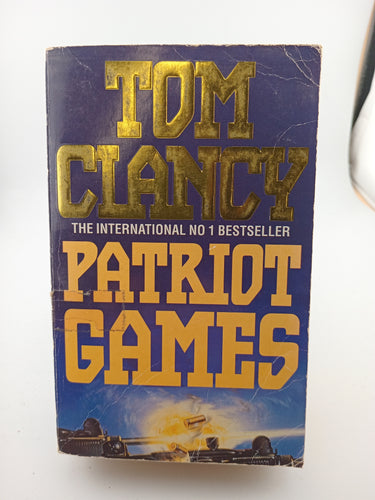 TOM
CLANCY
THE INTERNATIONAL NO 1 BESTSELLER
PATRIOT
GAMES